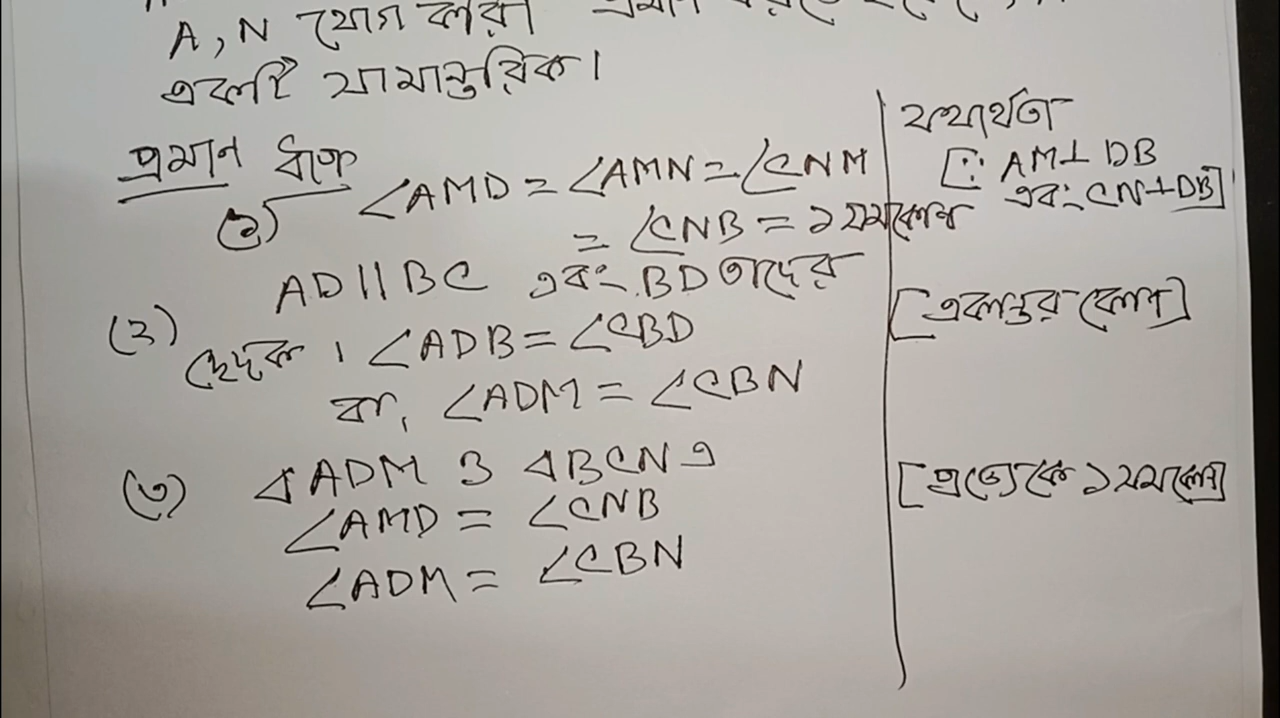 A, N যোগ করা
একটি সামান্তরিক।
প্রমাণ ধাপ
যথার্থতা
(১) ∠AMD = ∠AMN = ∠CNM
= ∠CNB = ১ সমকোণ
[∵ AM⊥ DB
এবং CN⊥DB]
AD॥BC এবং BD তাদের
(২) ছেদক। ∠ADB = ∠CBD
[একান্তর কোণ]
বা, ∠ADM = ∠CBN
(৩) ∆ADM ও ∆BCN এ
∠AMD = ∠CNB
[প্রত্যেকে ১ সমকোণ]
∠ADM = ∠CBN